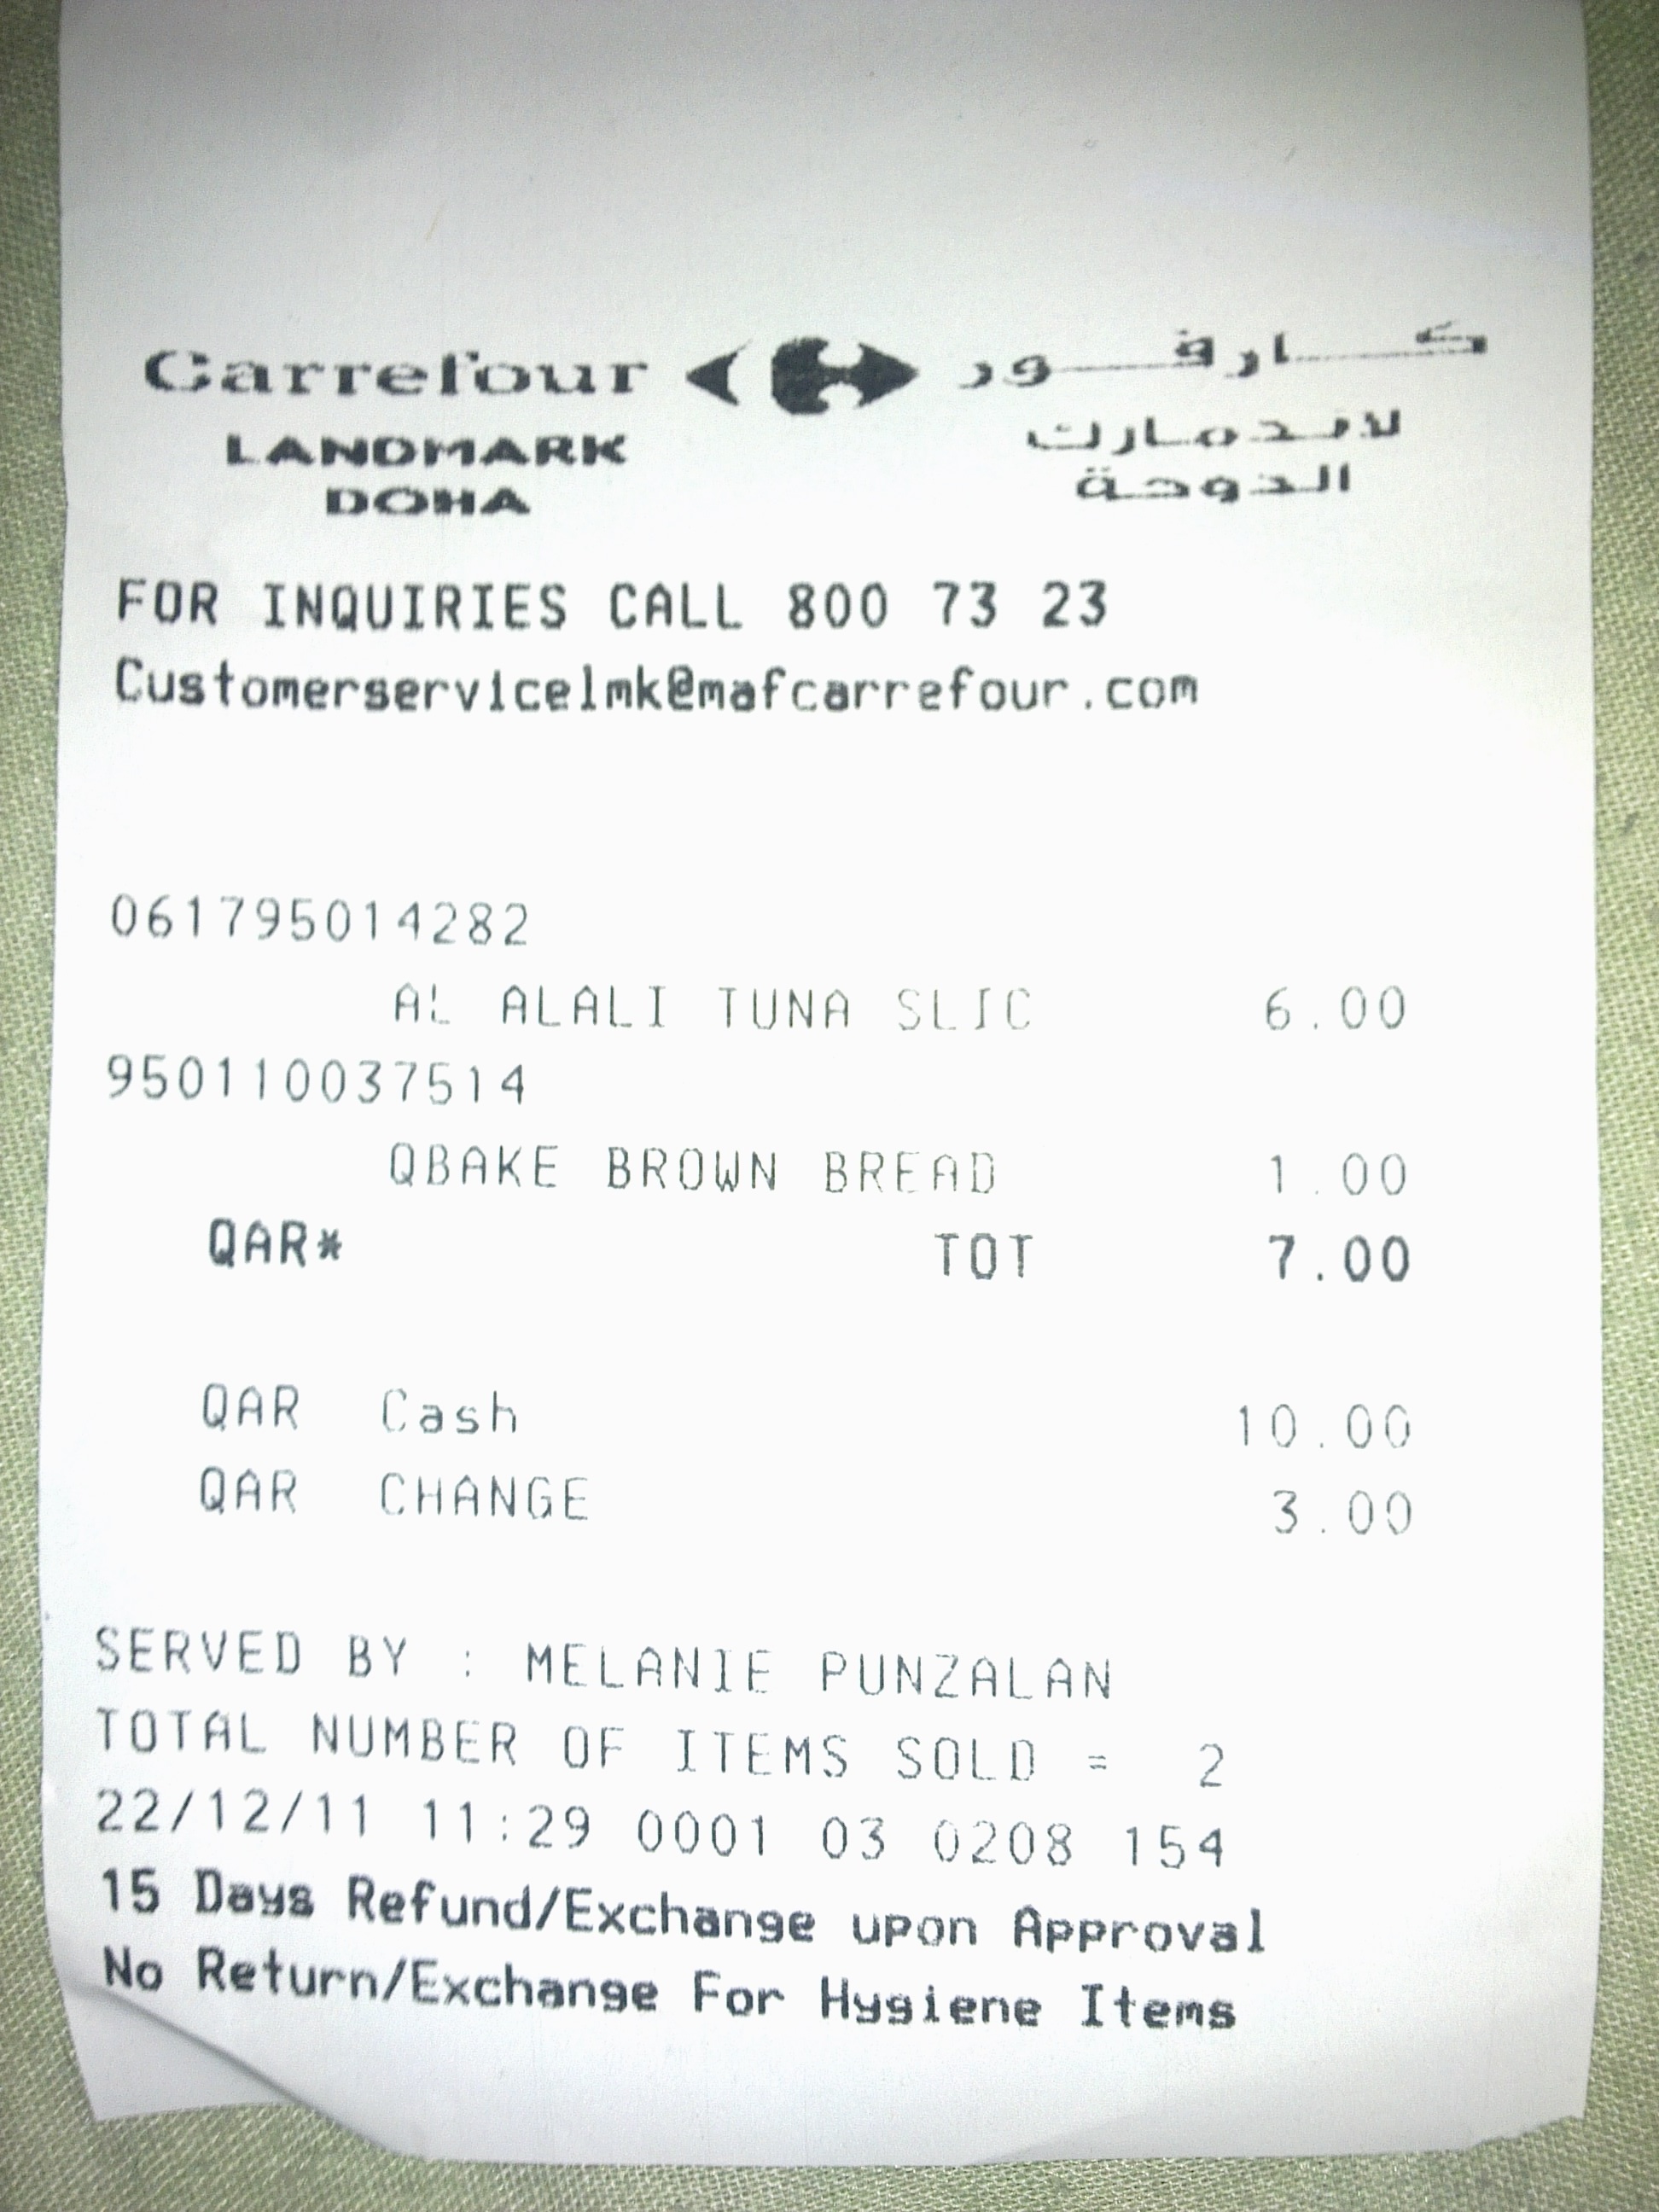 Carrefour كارفور
LANDMARK لاندمارك
DOHA الدوحة
FOR INQUIRIES CALL 800 73 23
Customerservicelmk@mafcarrefour.com
061795014282
AL ALALI TUNA SLIC 6.00
950110037514
QBAKE BROWN BREAD 1.00
QAR* TOT 7.00
QAR Cash 10.00
QAR CHANGE 3.00
SERVED BY : MELANIE PUNZALAN
TOTAL NUMBER OF ITEMS SOLD = 2
22/12/11 11:29 0001 03 0208 154
15 Days Refund/Exchange upon Approval
No Return/Exchange For Hygiene Items